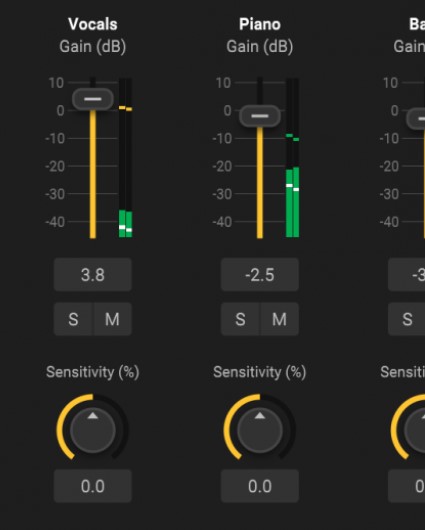 Vocals
Gain (dB)
10
0
-10
-20
-30
-40
3.8
S M
Sensitivity (%)
0.0
Piano
Gain (dB)
10
0
-10
-20
-30
-40
-2.5
S M
Sensitivity (%)
0.0
Ba
Gain
10
0
-10
-20
-30
-40
-3
S
Sensiti
0